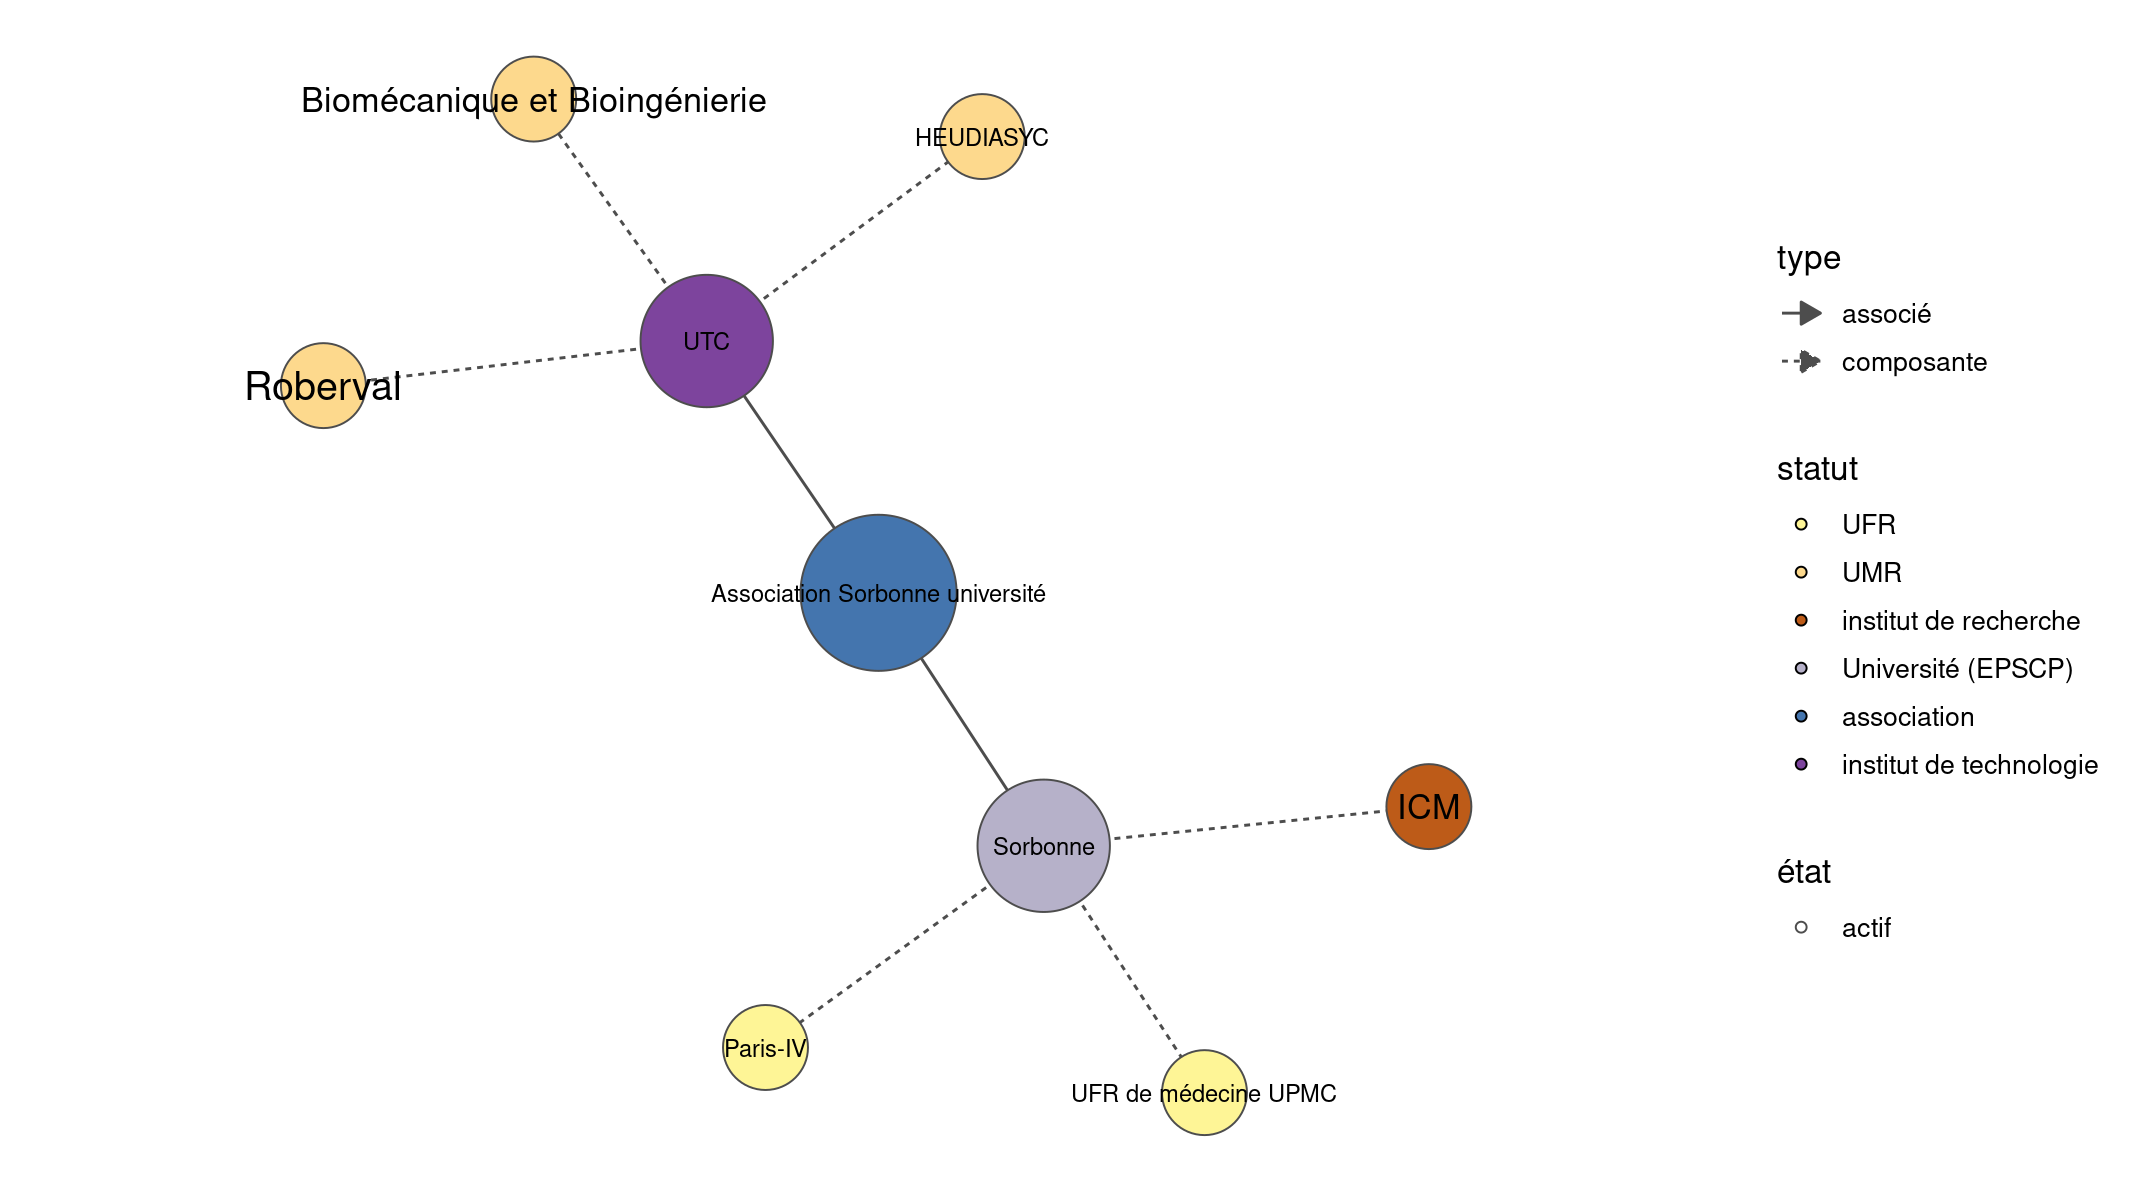 Biomécanique et Bioingénierie
HEUDIASYC
UTC
Roberval
Association Sorbonne université
Sorbonne
ICM
Paris-IV
UFR de médecine UPMC
type
associé
composante
statut
UFR
UMR
institut de recherche
Université (EPSCP)
association
institut de technologie
état
actif